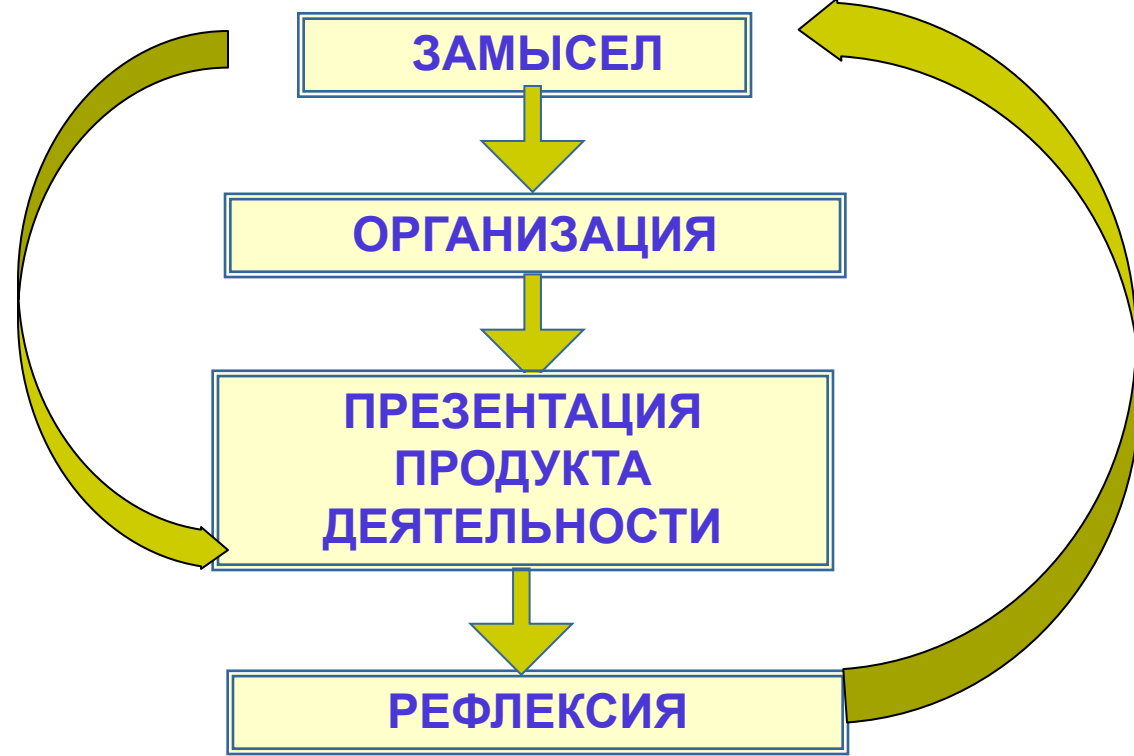 ЗАМЫСЕЛ
ОРГАНИЗАЦИЯ
ПРЕЗЕНТАЦИЯ
ПРОДУКТА
ДЕЯТЕЛЬНОСТИ
РЕФЛЕКСИЯ